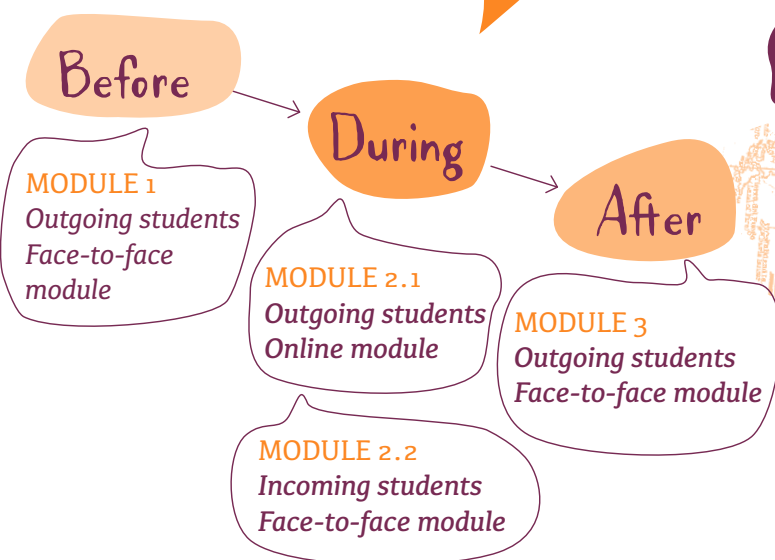 Before
During
After
MODULE 1
Outgoing students
Face-to-face
module
MODULE 2.1
Outgoing students
Online module
MODULE 2.2
Incoming students
Face-to-face module
MODULE 3
Outgoing students
Face-to-face module